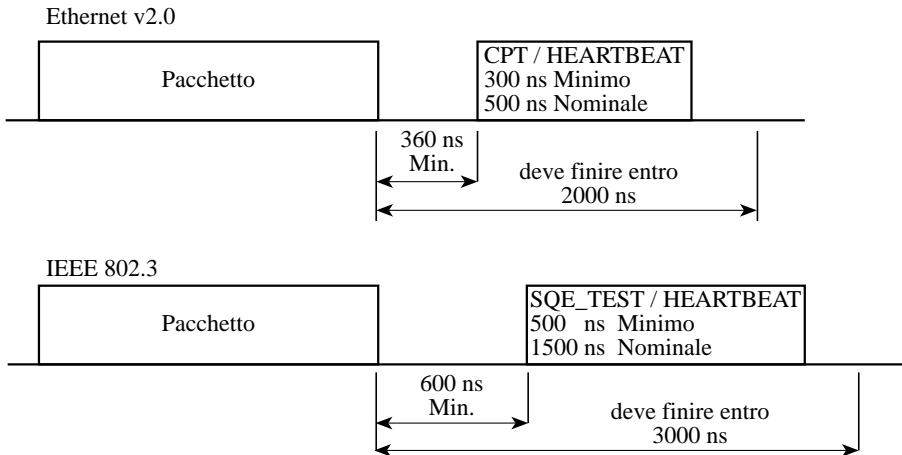 Ethernet v2.0
Pacchetto
CPT / HEARTBEAT
300 ns Minimo
500 ns Nominale
360 ns
Min.
deve finire entro
2000 ns
IEEE 802.3
Pacchetto
SQE_TEST / HEARTBEAT
500 ns Minimo
1500 ns Nominale
600 ns
Min.
deve finire entro
3000 ns